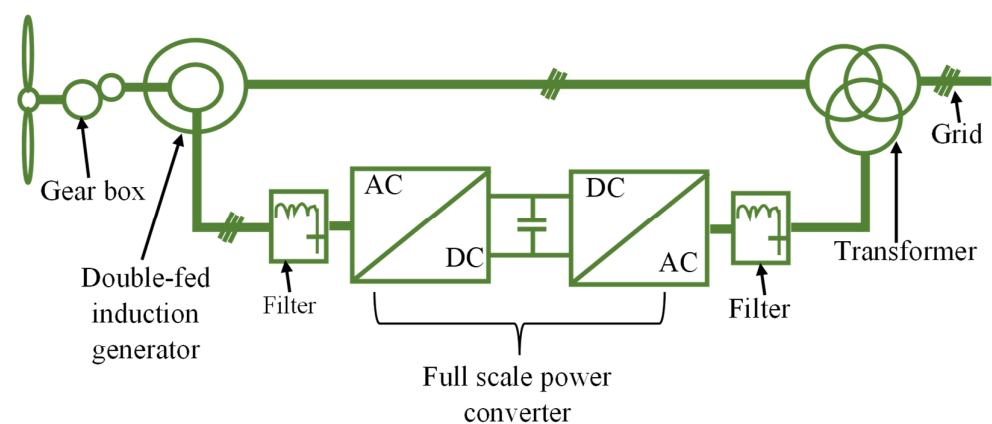 Gear box
Double-fed
induction
generator
Filter
AC
DC
DC
AC
Full scale power
converter
Filter
Transformer
Grid